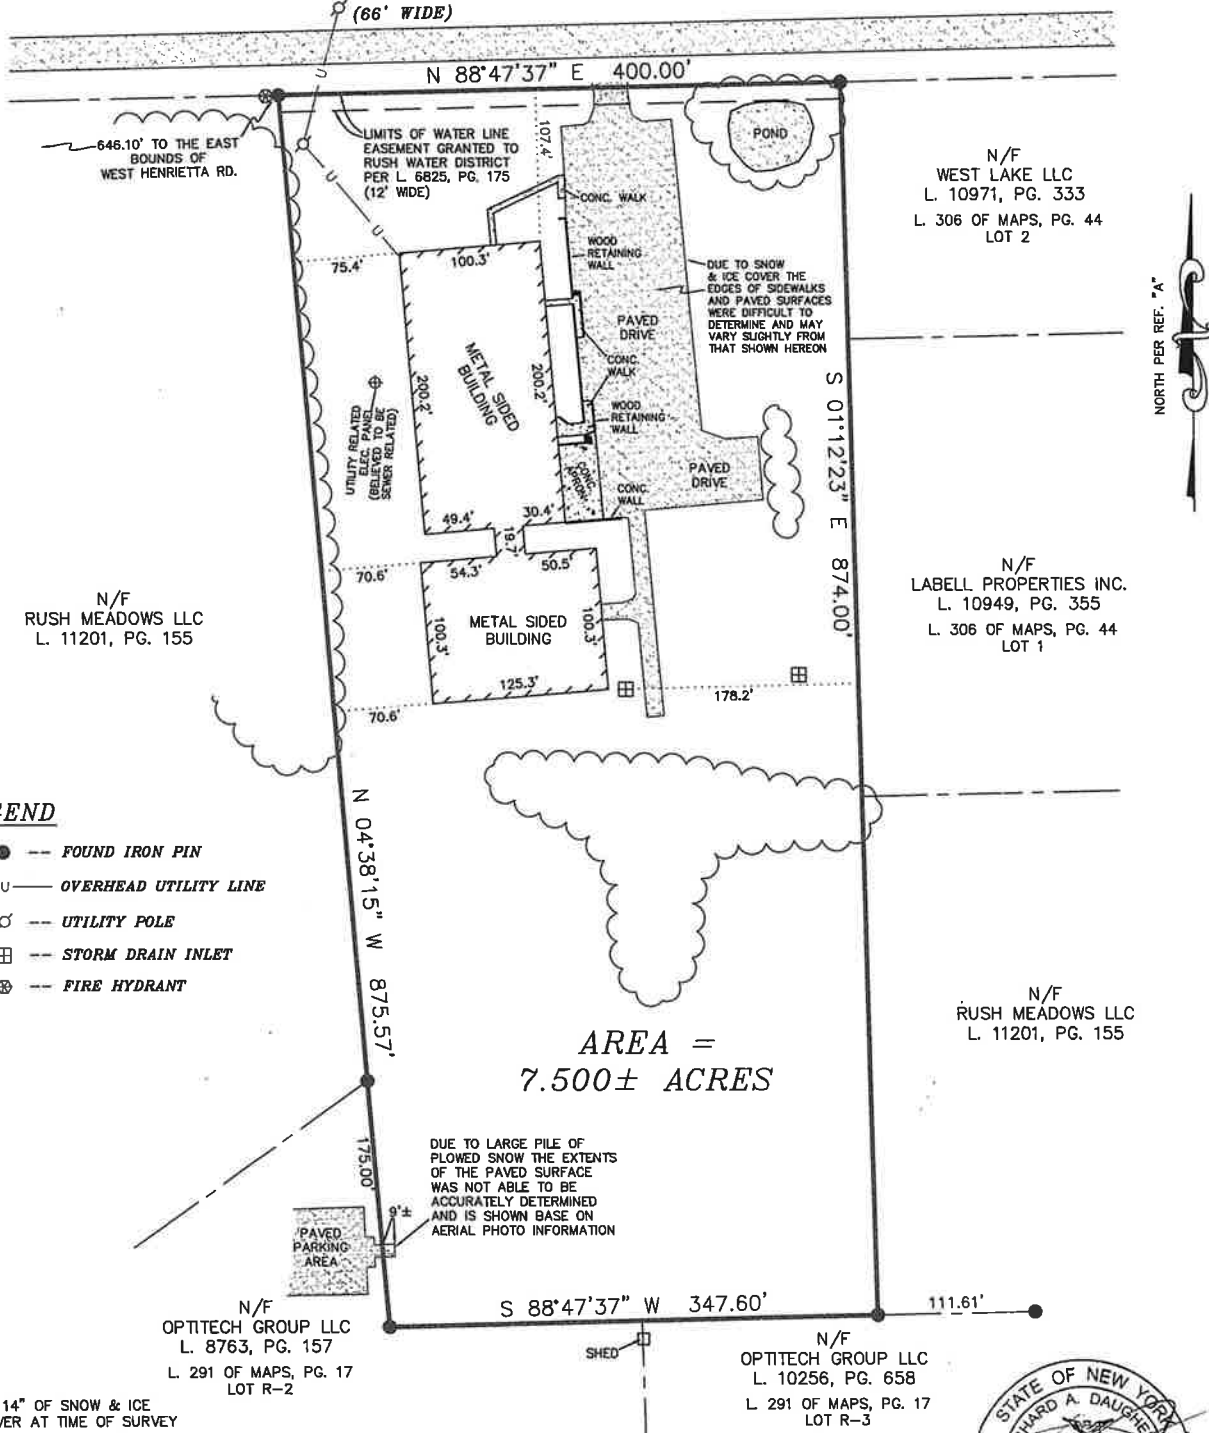 (66' WIDE)
N 88°47'37" E 400.00'
646.10' TO THE EAST
BOUNDS OF
WEST HENRIETTA RD.
LIMITS OF WATER LINE
EASEMENT GRANTED TO
RUSH WATER DISTRICT
PER L. 6825, PG. 175
(12' WIDE)
107.4'
POND
N/F
WEST LAKE LLC
L. 10971, PG. 333
L. 306 OF MAPS, PG. 44
LOT 2
CONC. WALK
WOOD
RETAINING
WALL
75.4'
100.3'
DUE TO SNOW
& ICE COVER THE
EDGES OF SIDEWALKS
AND PAVED SURFACES
WERE DIFFICULT TO
DETERMINE AND MAY
VARY SLIGHTLY FROM
THAT SHOWN HEREON
NORTH PER REF. "A"
PAVED
DRIVE
METAL SIDED
BUILDING
200.2'
200.2'
CONC.
WALK
WOOD
RETAINING
WALL
UTILITY RELATED
ELEC. PANEL
(BELIEVED TO BE
SEWER RELATED)
S 01°12'23" E 874.00'
PAVED
DRIVE
CONC.
APRON
CONC.
WALL
49.4'
30.4'
19.7'
70.6'
54.3'
50.5'
N/F
RUSH MEADOWS LLC
L. 11201, PG. 155
N/F
LABELL PROPERTIES INC.
L. 10949, PG. 355
L. 306 OF MAPS, PG. 44
LOT 1
METAL SIDED
BUILDING
100.3'
100.3'
125.3'
70.6'
178.2'
N 04°38'15" W 875.57'
END
-- FOUND IRON PIN
U -- OVERHEAD UTILITY LINE
-- UTILITY POLE
-- STORM DRAIN INLET
-- FIRE HYDRANT
N/F
RUSH MEADOWS LLC
L. 11201, PG. 155
AREA =
7.500± ACRES
175.00'
DUE TO LARGE PILE OF
PLOWED SNOW THE EXTENTS
OF THE PAVED SURFACE
WAS NOT ABLE TO BE
ACCURATELY DETERMINED
AND IS SHOWN BASE ON
AERIAL PHOTO INFORMATION
9'±
PAVED
PARKING
AREA
S 88°47'37" W 347.60'
111.61'
N/F
OPTITECH GROUP LLC
L. 8763, PG. 157
L. 291 OF MAPS, PG. 17
LOT R-2
SHED
N/F
OPTITECH GROUP LLC
L. 10256, PG. 658
L. 291 OF MAPS, PG. 17
LOT R-3
14" OF SNOW & ICE
VER AT TIME OF SURVEY
STATE OF NEW YORK
CHARD A. DAUGHE